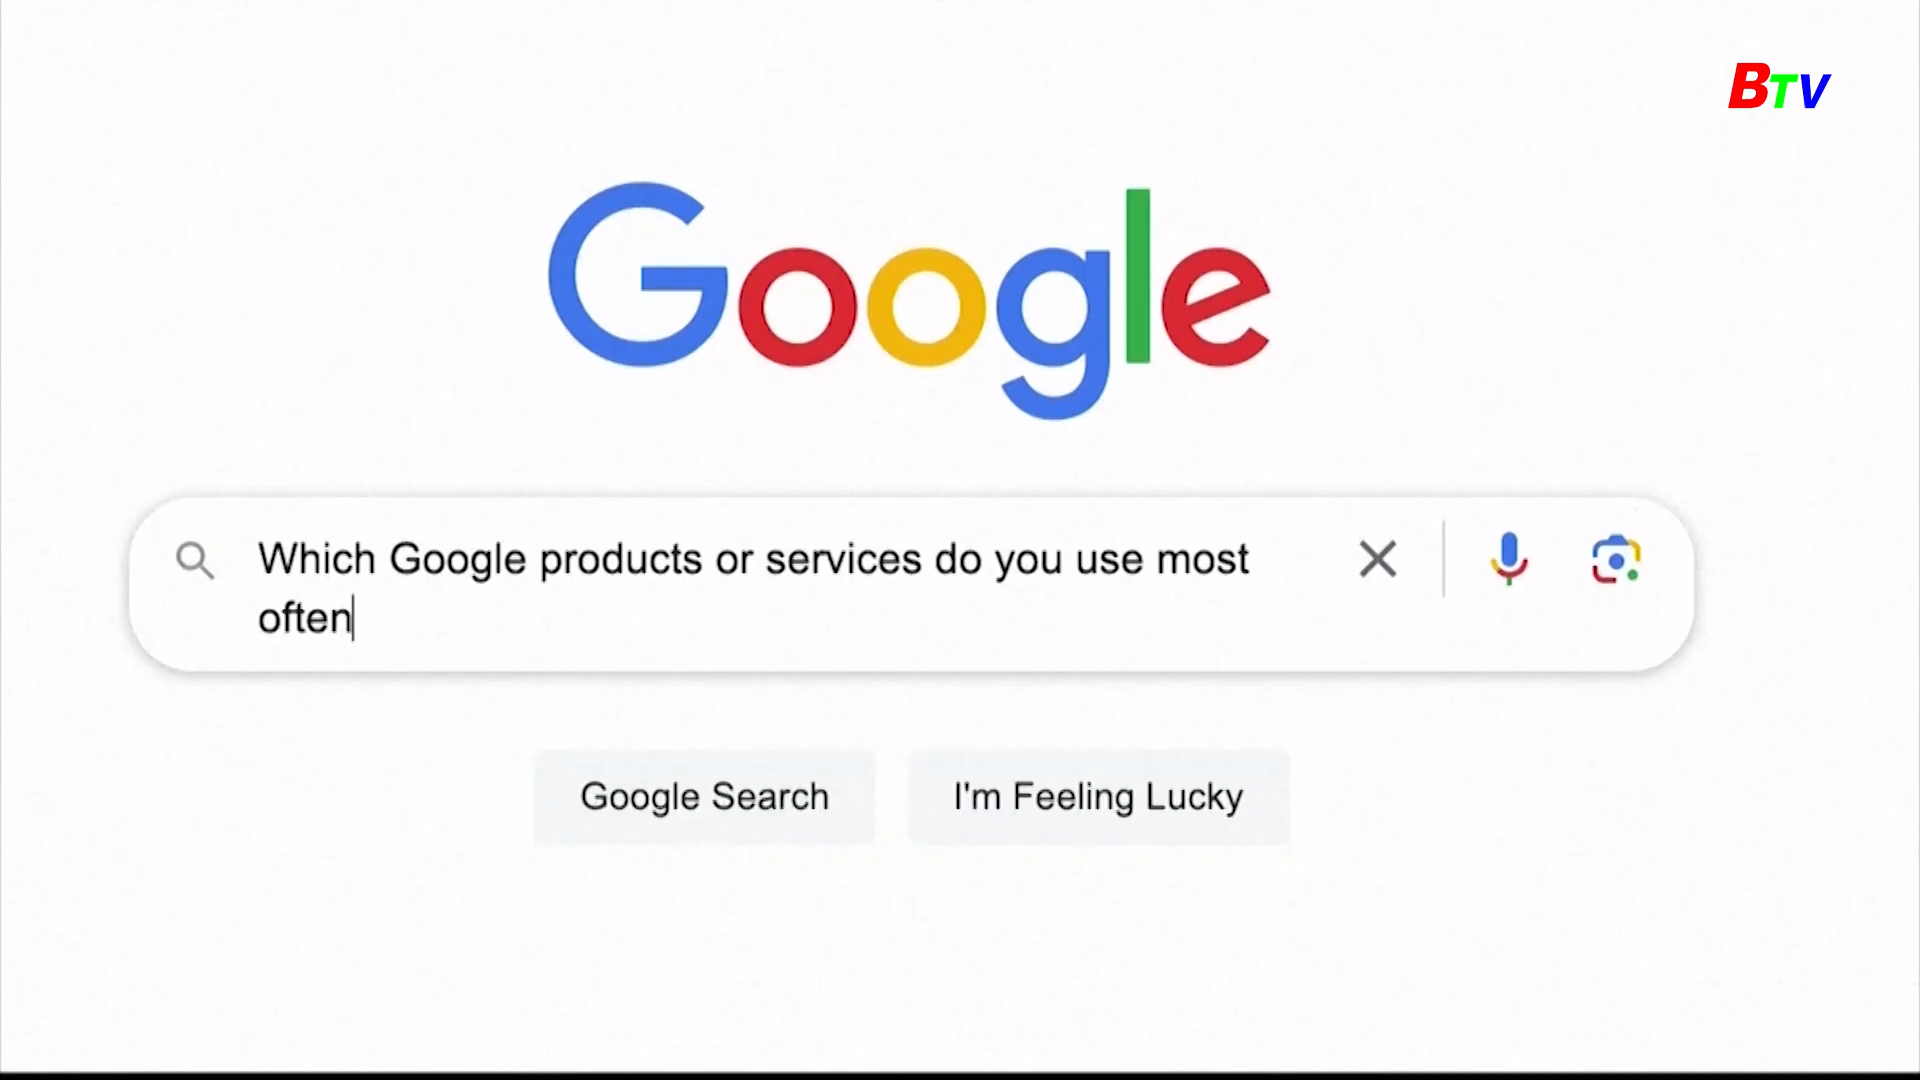 BTV
Google
Which Google products or services do you use most
often
Google Search
I'm Feeling Lucky